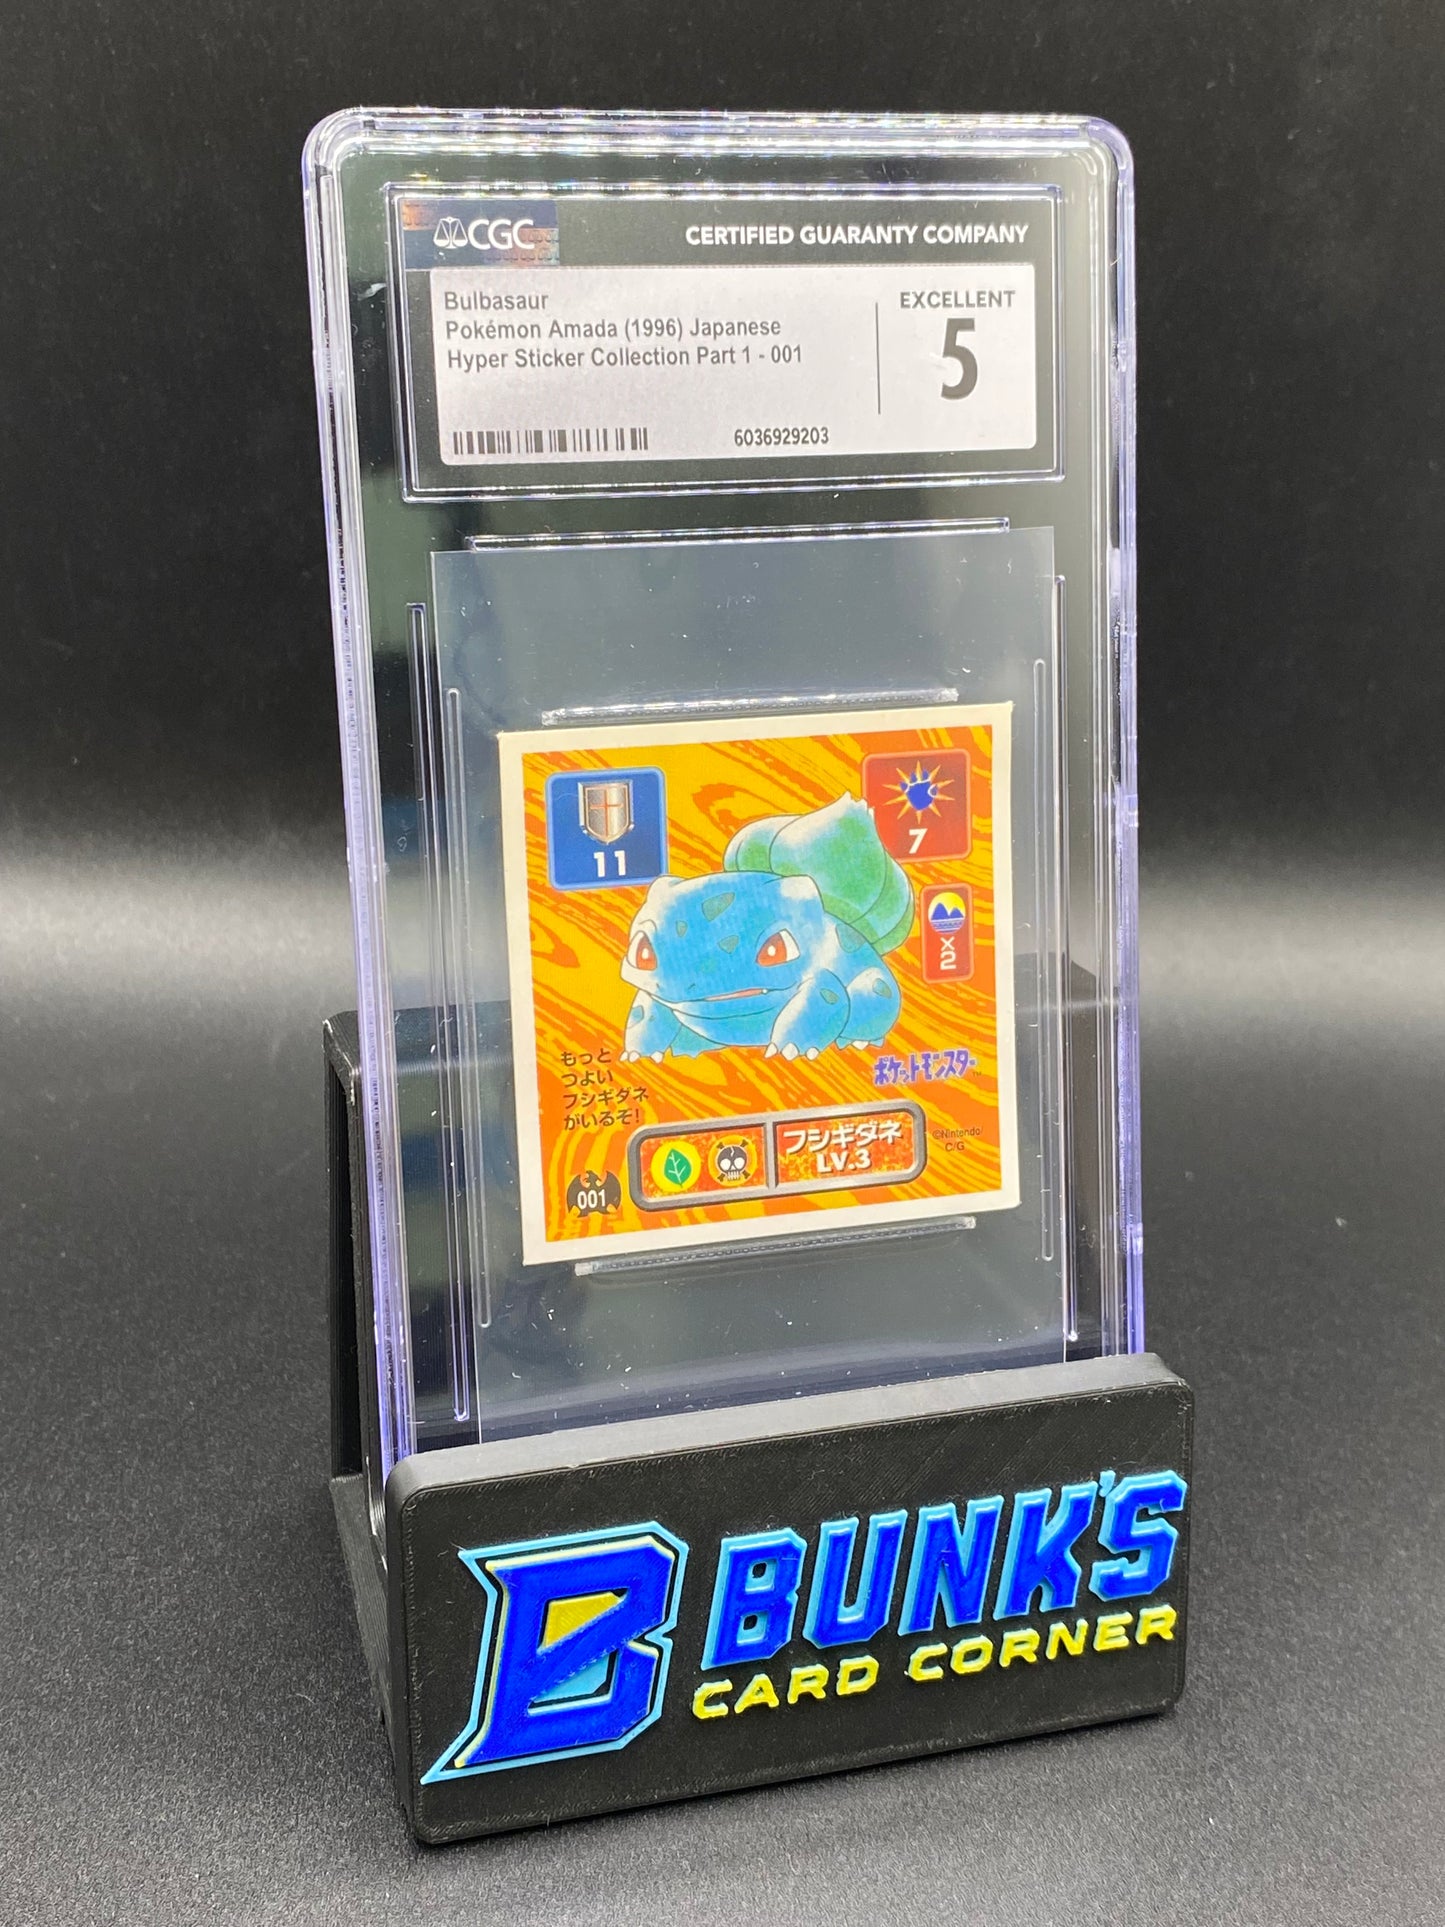 CGC
CERTIFIED GUARANTY COMPANY
Bulbasaur
Pokémon Amada (1996) Japanese
Hyper Sticker Collection Part 1 - 001
EXCELLENT
5
6036929203
11
7
X
2
もっと
つよい
フシギダネ
がいるぞ!
ポケットモンスター
TM
フシギダネ
LV.3
©Nintendo/
C/G
001
B
BUNK'S
CARD CORNER